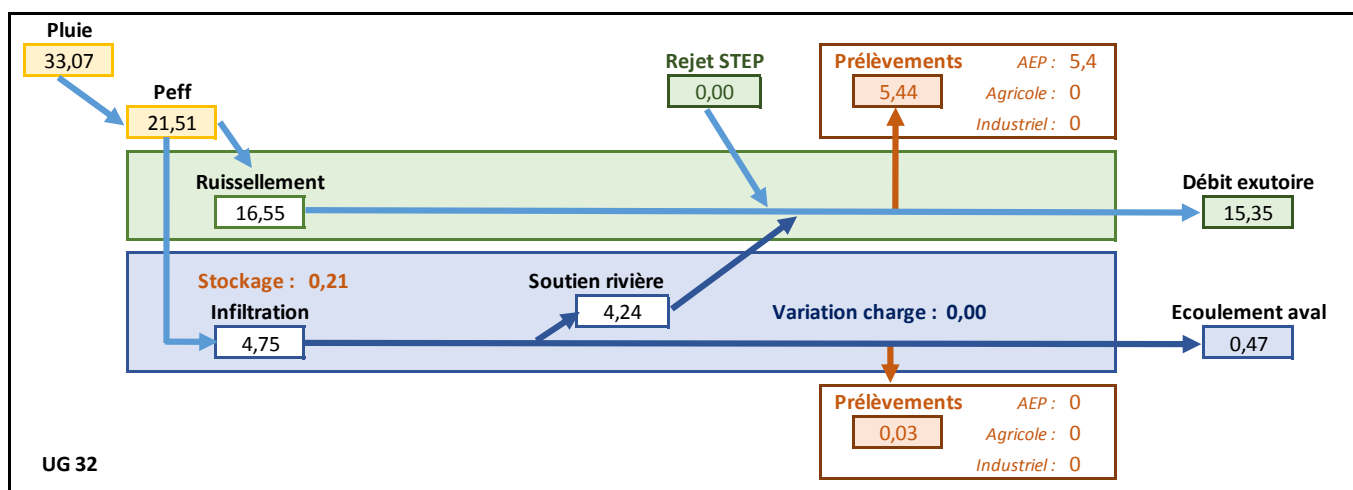 Pluie
33,07
Peff
21,51
Rejet STEP
0,00
Prélèvements
5,44
AEP : 5,4
Agricole : 0
Industriel : 0
Ruissellement
16,55
Débit exutoire
15,35
Stockage : 0,21
Infiltration
4,75
Soutien rivière
4,24
Variation charge : 0,00
Ecoulement aval
0,47
Prélèvements
0,03
AEP : 0
Agricole : 0
Industriel : 0
UG 32